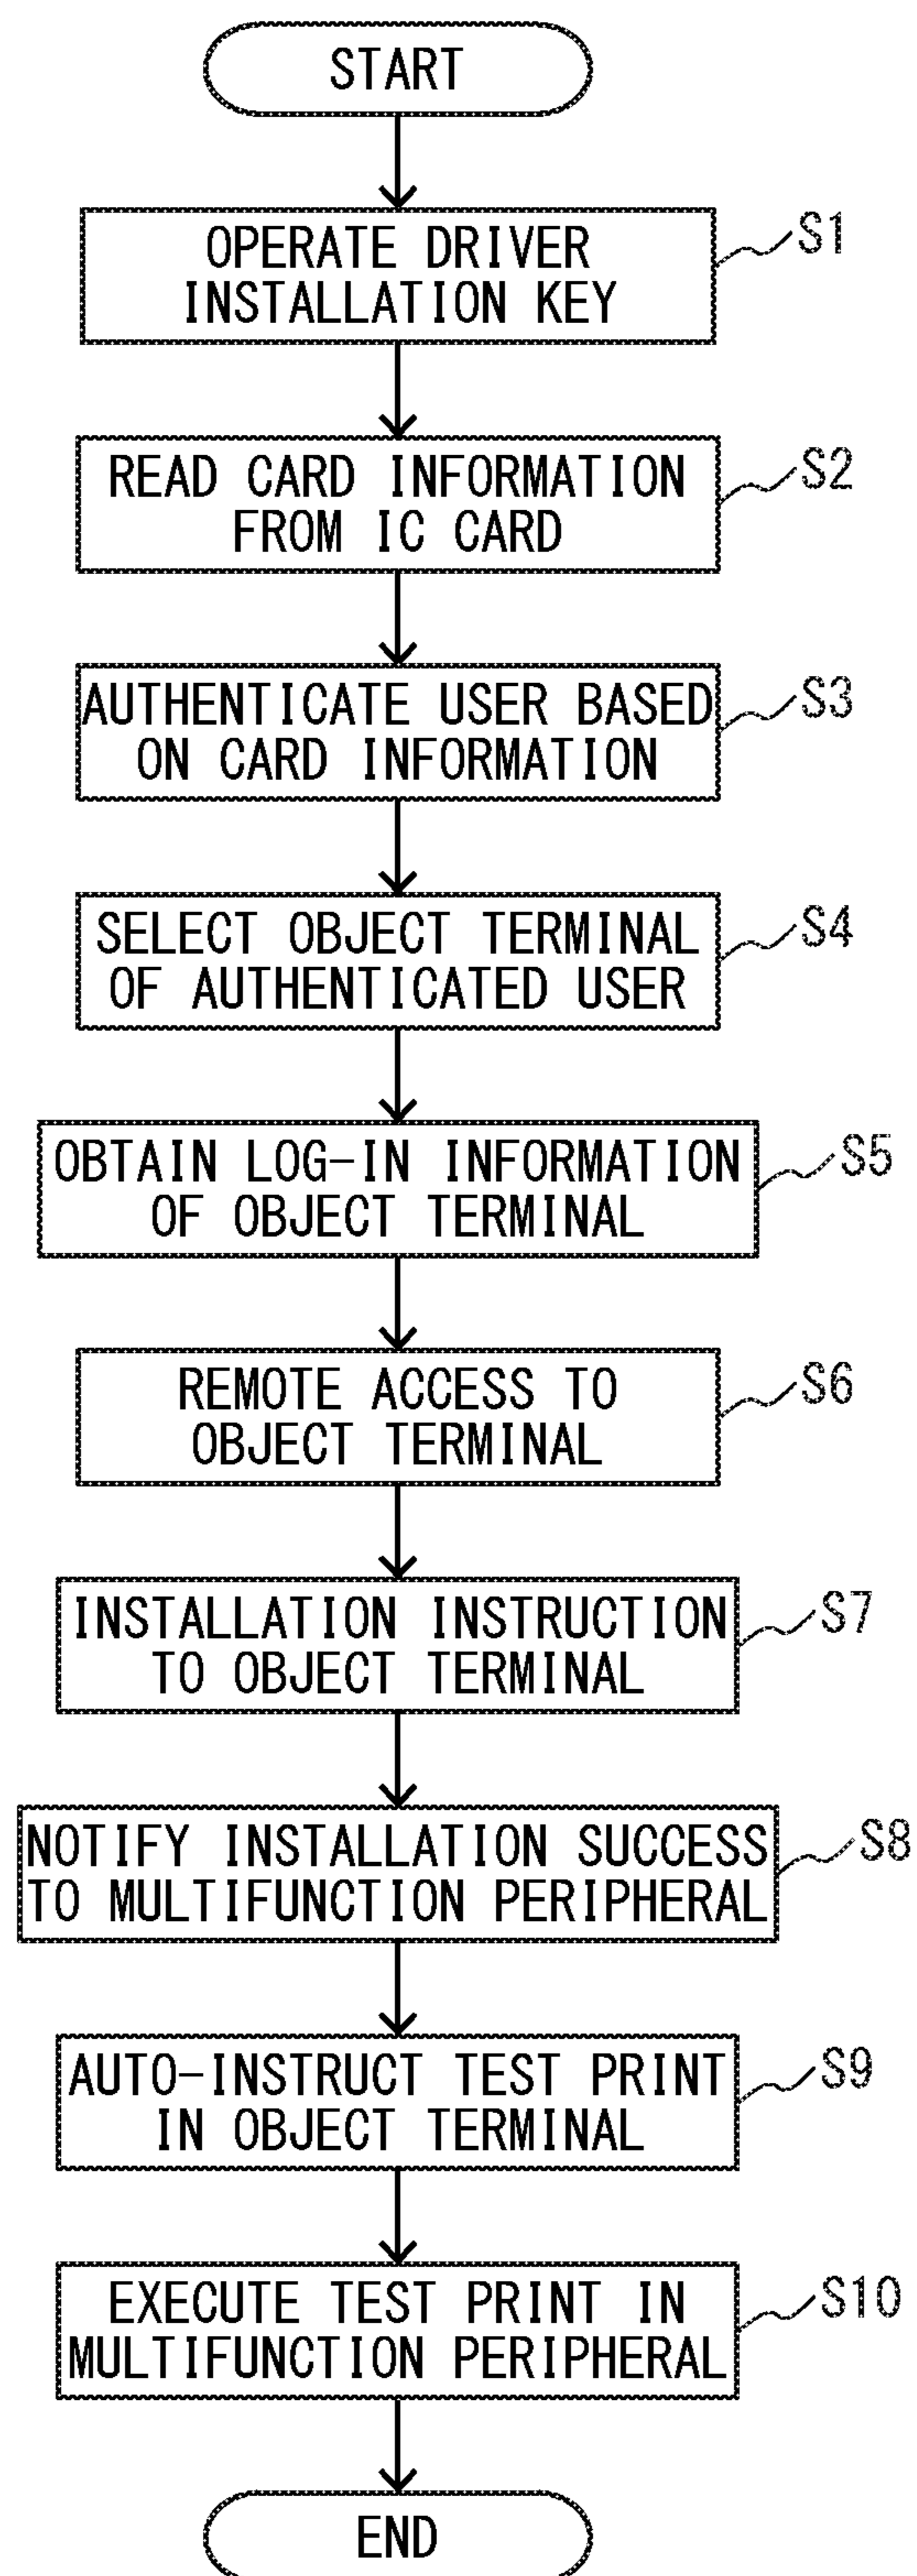 START
OPERATE DRIVER
INSTALLATION KEY
S1
READ CARD INFORMATION
FROM IC CARD
S2
AUTHENTICATE USER BASED
ON CARD INFORMATION
S3
SELECT OBJECT TERMINAL
OF AUTHENTICATED USER
S4
OBTAIN LOG-IN INFORMATION
OF OBJECT TERMINAL
S5
REMOTE ACCESS TO
OBJECT TERMINAL
S6
INSTALLATION INSTRUCTION
TO OBJECT TERMINAL
S7
NOTIFY INSTALLATION SUCCESS
TO MULTIFUNCTION PERIPHERAL
S8
AUTO-INSTRUCT TEST PRINT
IN OBJECT TERMINAL
S9
EXECUTE TEST PRINT IN
MULTIFUNCTION PERIPHERAL
S10
END